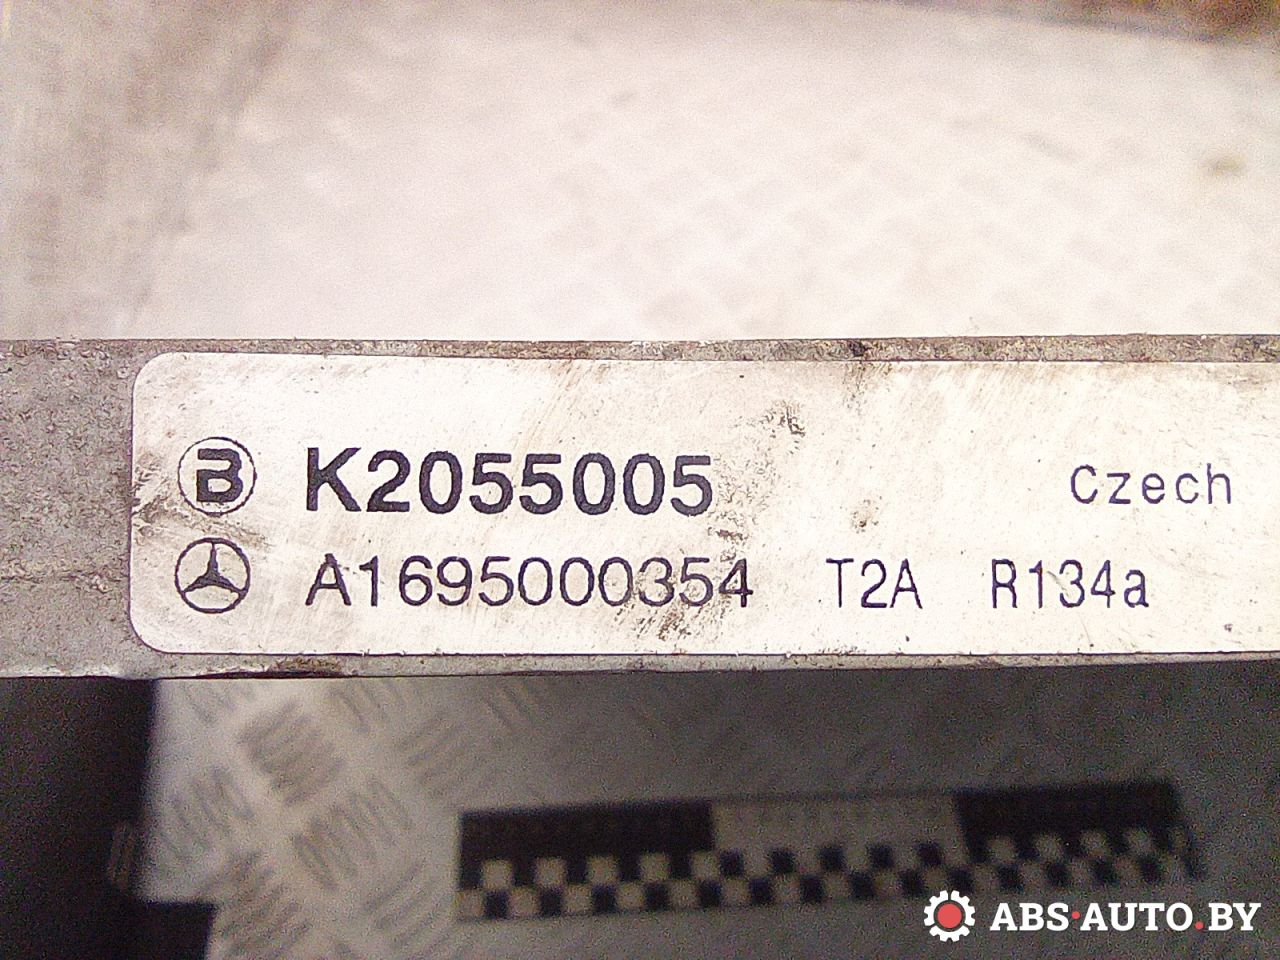 B K2055005 Czech
A1695000354 T2A R134a
ABS·AUTO.BY